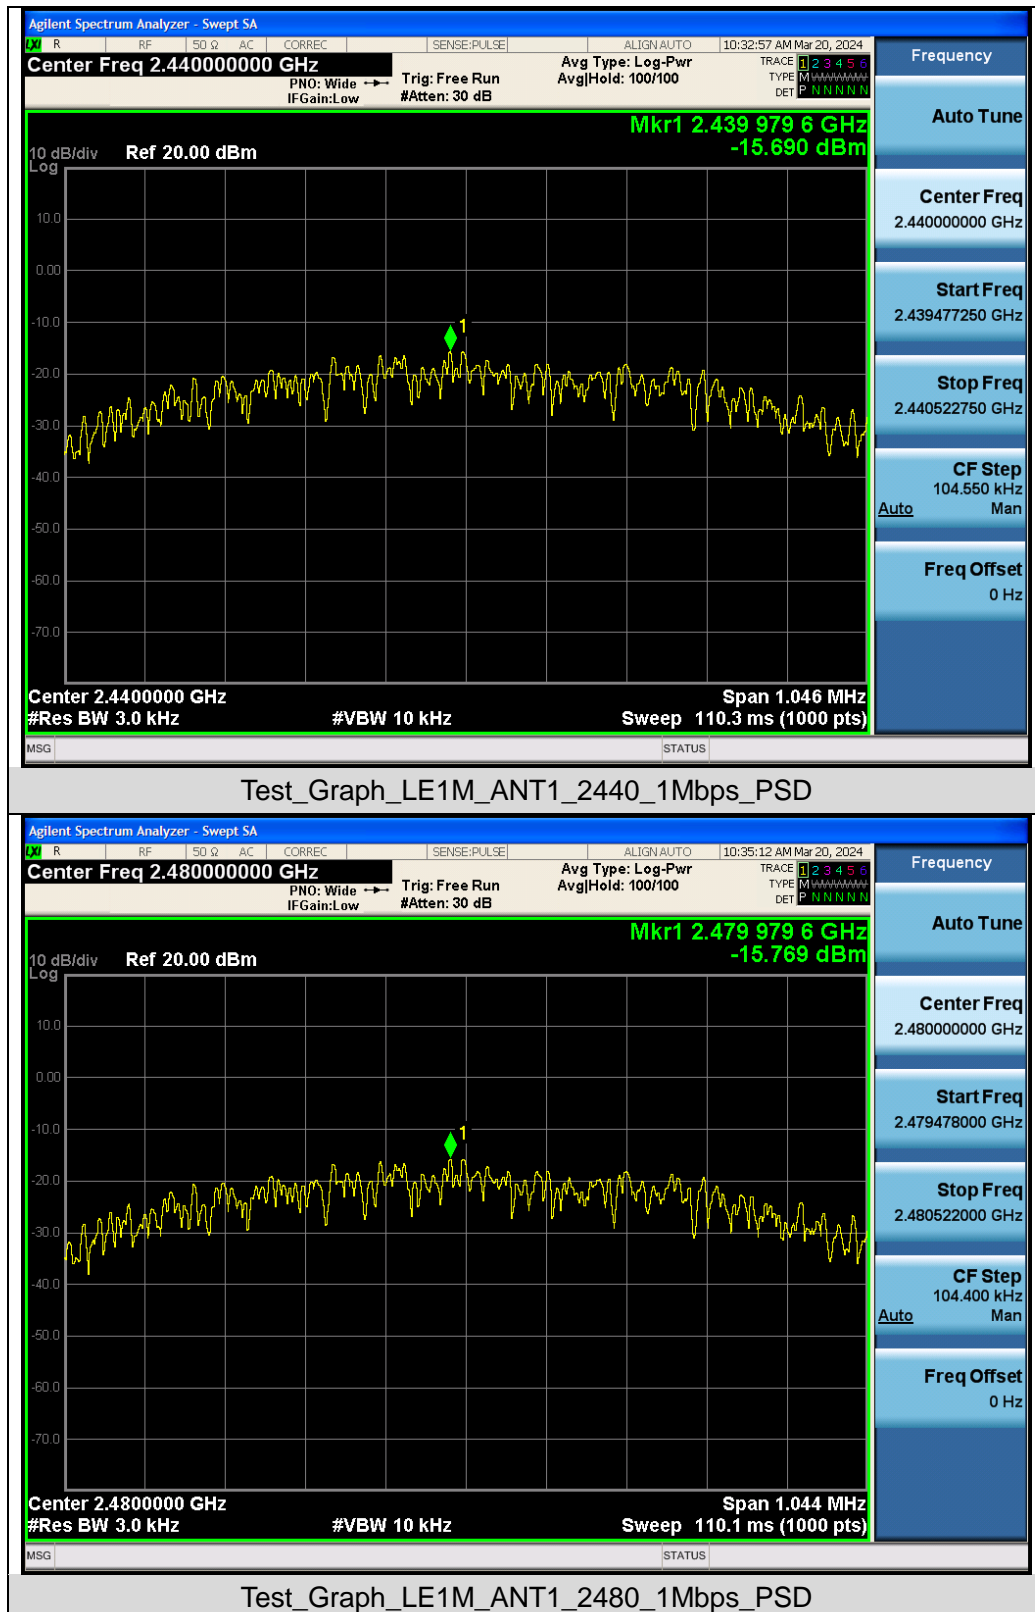 Agilent Spectrum Analyzer - Swept SA
LXI R RF 50 Ω AC CORREC SENSE:PULSE ALIGN AUTO 10:32:57 AM Mar 20, 2024
Center Freq 2.440000000 GHz
PNO: Wide
IFGain:Low
Trig: Free Run
#Atten: 30 dB
Avg Type: Log-Pwr
Avg|Hold: 100/100
TRACE 1 2 3 4 5 6
TYPE M WWWWW
DET P N N N N N
Mkr1 2.439 979 6 GHz
-15.690 dBm
10 dB/div Ref 20.00 dBm
Log
10.0
0.00
-10.0
-20.0
-30.0
-40.0
-50.0
-60.0
-70.0
1
Center 2.4400000 GHz Span 1.046 MHz
#Res BW 3.0 kHz #VBW 10 kHz Sweep 110.3 ms (1000 pts)
MSG STATUS
Frequency
Auto Tune
Center Freq
2.440000000 GHz
Start Freq
2.439477250 GHz
Stop Freq
2.440522750 GHz
CF Step
104.550 kHz
Auto Man
Freq Offset
0 Hz
Test_Graph_LE1M_ANT1_2440_1Mbps_PSD
Agilent Spectrum Analyzer - Swept SA
LXI R RF 50 Ω AC CORREC SENSE:PULSE ALIGN AUTO 10:35:12 AM Mar 20, 2024
Center Freq 2.480000000 GHz
PNO: Wide
IFGain:Low
Trig: Free Run
#Atten: 30 dB
Avg Type: Log-Pwr
Avg|Hold: 100/100
TRACE 1 2 3 4 5 6
TYPE M WWWWW
DET P N N N N N
Mkr1 2.479 979 6 GHz
-15.769 dBm
10 dB/div Ref 20.00 dBm
Log
10.0
0.00
-10.0
-20.0
-30.0
-40.0
-50.0
-60.0
-70.0
1
Center 2.4800000 GHz Span 1.044 MHz
#Res BW 3.0 kHz #VBW 10 kHz Sweep 110.1 ms (1000 pts)
MSG STATUS
Frequency
Auto Tune
Center Freq
2.480000000 GHz
Start Freq
2.479478000 GHz
Stop Freq
2.480522000 GHz
CF Step
104.400 kHz
Auto Man
Freq Offset
0 Hz
Test_Graph_LE1M_ANT1_2480_1Mbps_PSD